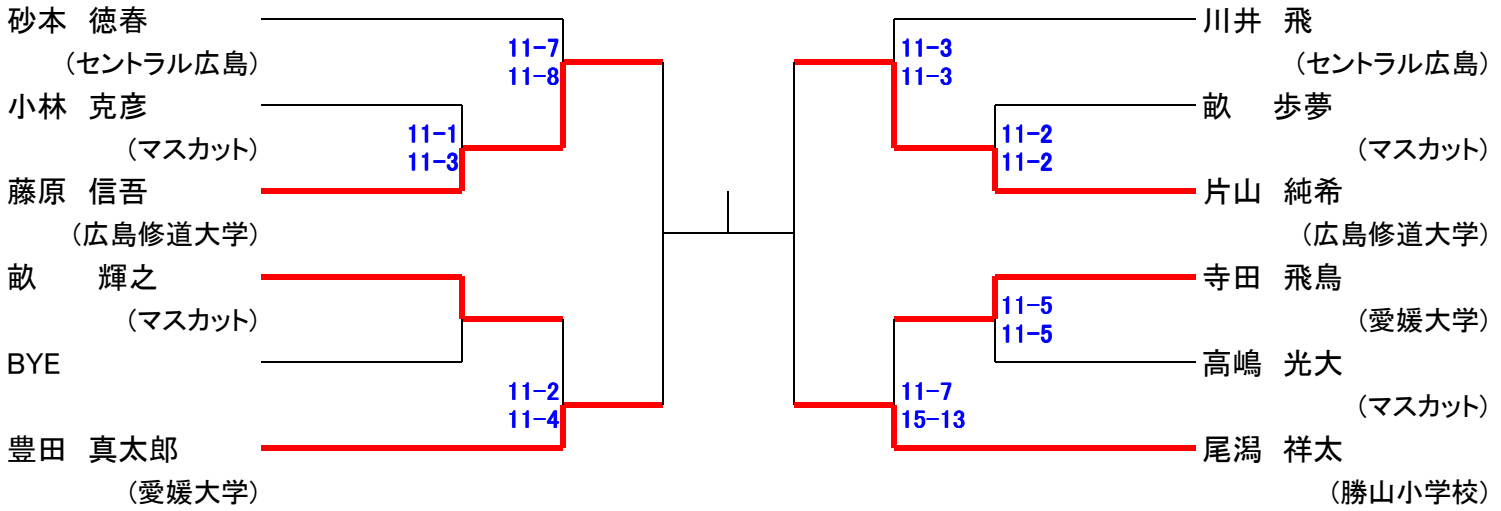 砂本 徳春
(セントラル広島)
小林 克彦
(マスカット)
藤原 信吾
(広島修道大学)
畝 輝之
(マスカット)
BYE
豊田 真太郎
(愛媛大学)
11-7
11-8
11-1
11-3
11-2
11-4
11-3
11-3
11-2
11-2
11-5
11-5
11-7
15-13
川井 飛
(セントラル広島)
畝 歩夢
(マスカット)
片山 純希
(広島修道大学)
寺田 飛鳥
(愛媛大学)
高嶋 光大
(マスカット)
尾潟 祥太
(勝山小学校)